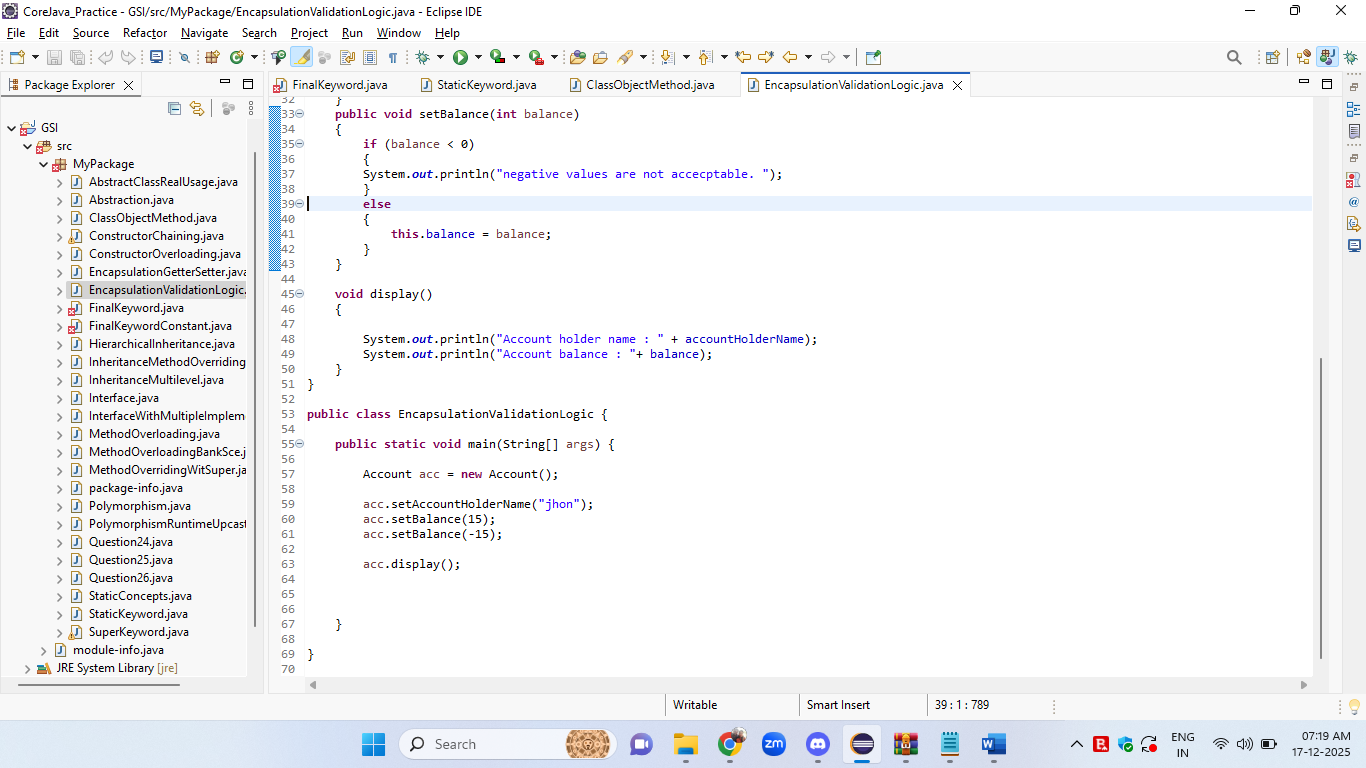 CoreJava_Practice - GSI/src/MyPackage/EncapsulationValidationLogic.java - Eclipse IDE
File Edit Source Refactor Navigate Search Project Run Window Help
Package Explorer
FinalKeyword.java StaticKeyword.java ClassObjectMethod.java EncapsulationValidationLogic.java
GSI
src
MyPackage
AbstractClassRealUsage.java
Abstraction.java
ClassObjectMethod.java
ConstructorChaining.java
ConstructorOverloading.java
EncapsulationGetterSetter.java
EncapsulationValidationLogic.
FinalKeyword.java
FinalKeywordConstant.java
HierarchicalInheritance.java
InheritanceMethodOverriding
InheritanceMultilevel.java
Interface.java
InterfaceWithMultipleImplem
MethodOverloading.java
MethodOverloadingBankSce.j
MethodOverridingWitSuper.ja
package-info.java
Polymorphism.java
PolymorphismRuntimeUpcast
Question24.java
Question25.java
Question26.java
StaticConcepts.java
StaticKeyword.java
SuperKeyword.java
module-info.java
JRE System Library [jre]
32 }
33 public void setBalance(int balance)
34 {
35 if (balance < 0)
36 {
37 System.out.println("negative values are not accecptable. ");
38 }
39 else
40 {
41 this.balance = balance;
42 }
43 }
44
45 void display()
46 {
47
48 System.out.println("Account holder name : " + accountHolderName);
49 System.out.println("Account balance : "+ balance);
50 }
51 }
52
53 public class EncapsulationValidationLogic {
54
55 public static void main(String[] args) {
56
57 Account acc = new Account();
58
59 acc.setAccountHolderName("jhon");
60 acc.setBalance(15);
61 acc.setBalance(-15);
62
63 acc.display();
64
65
66
67 }
68
69 }
70
Writable Smart Insert 39 : 1 : 789
Search
zm
ENG
IN
07:19 AM
17-12-2025